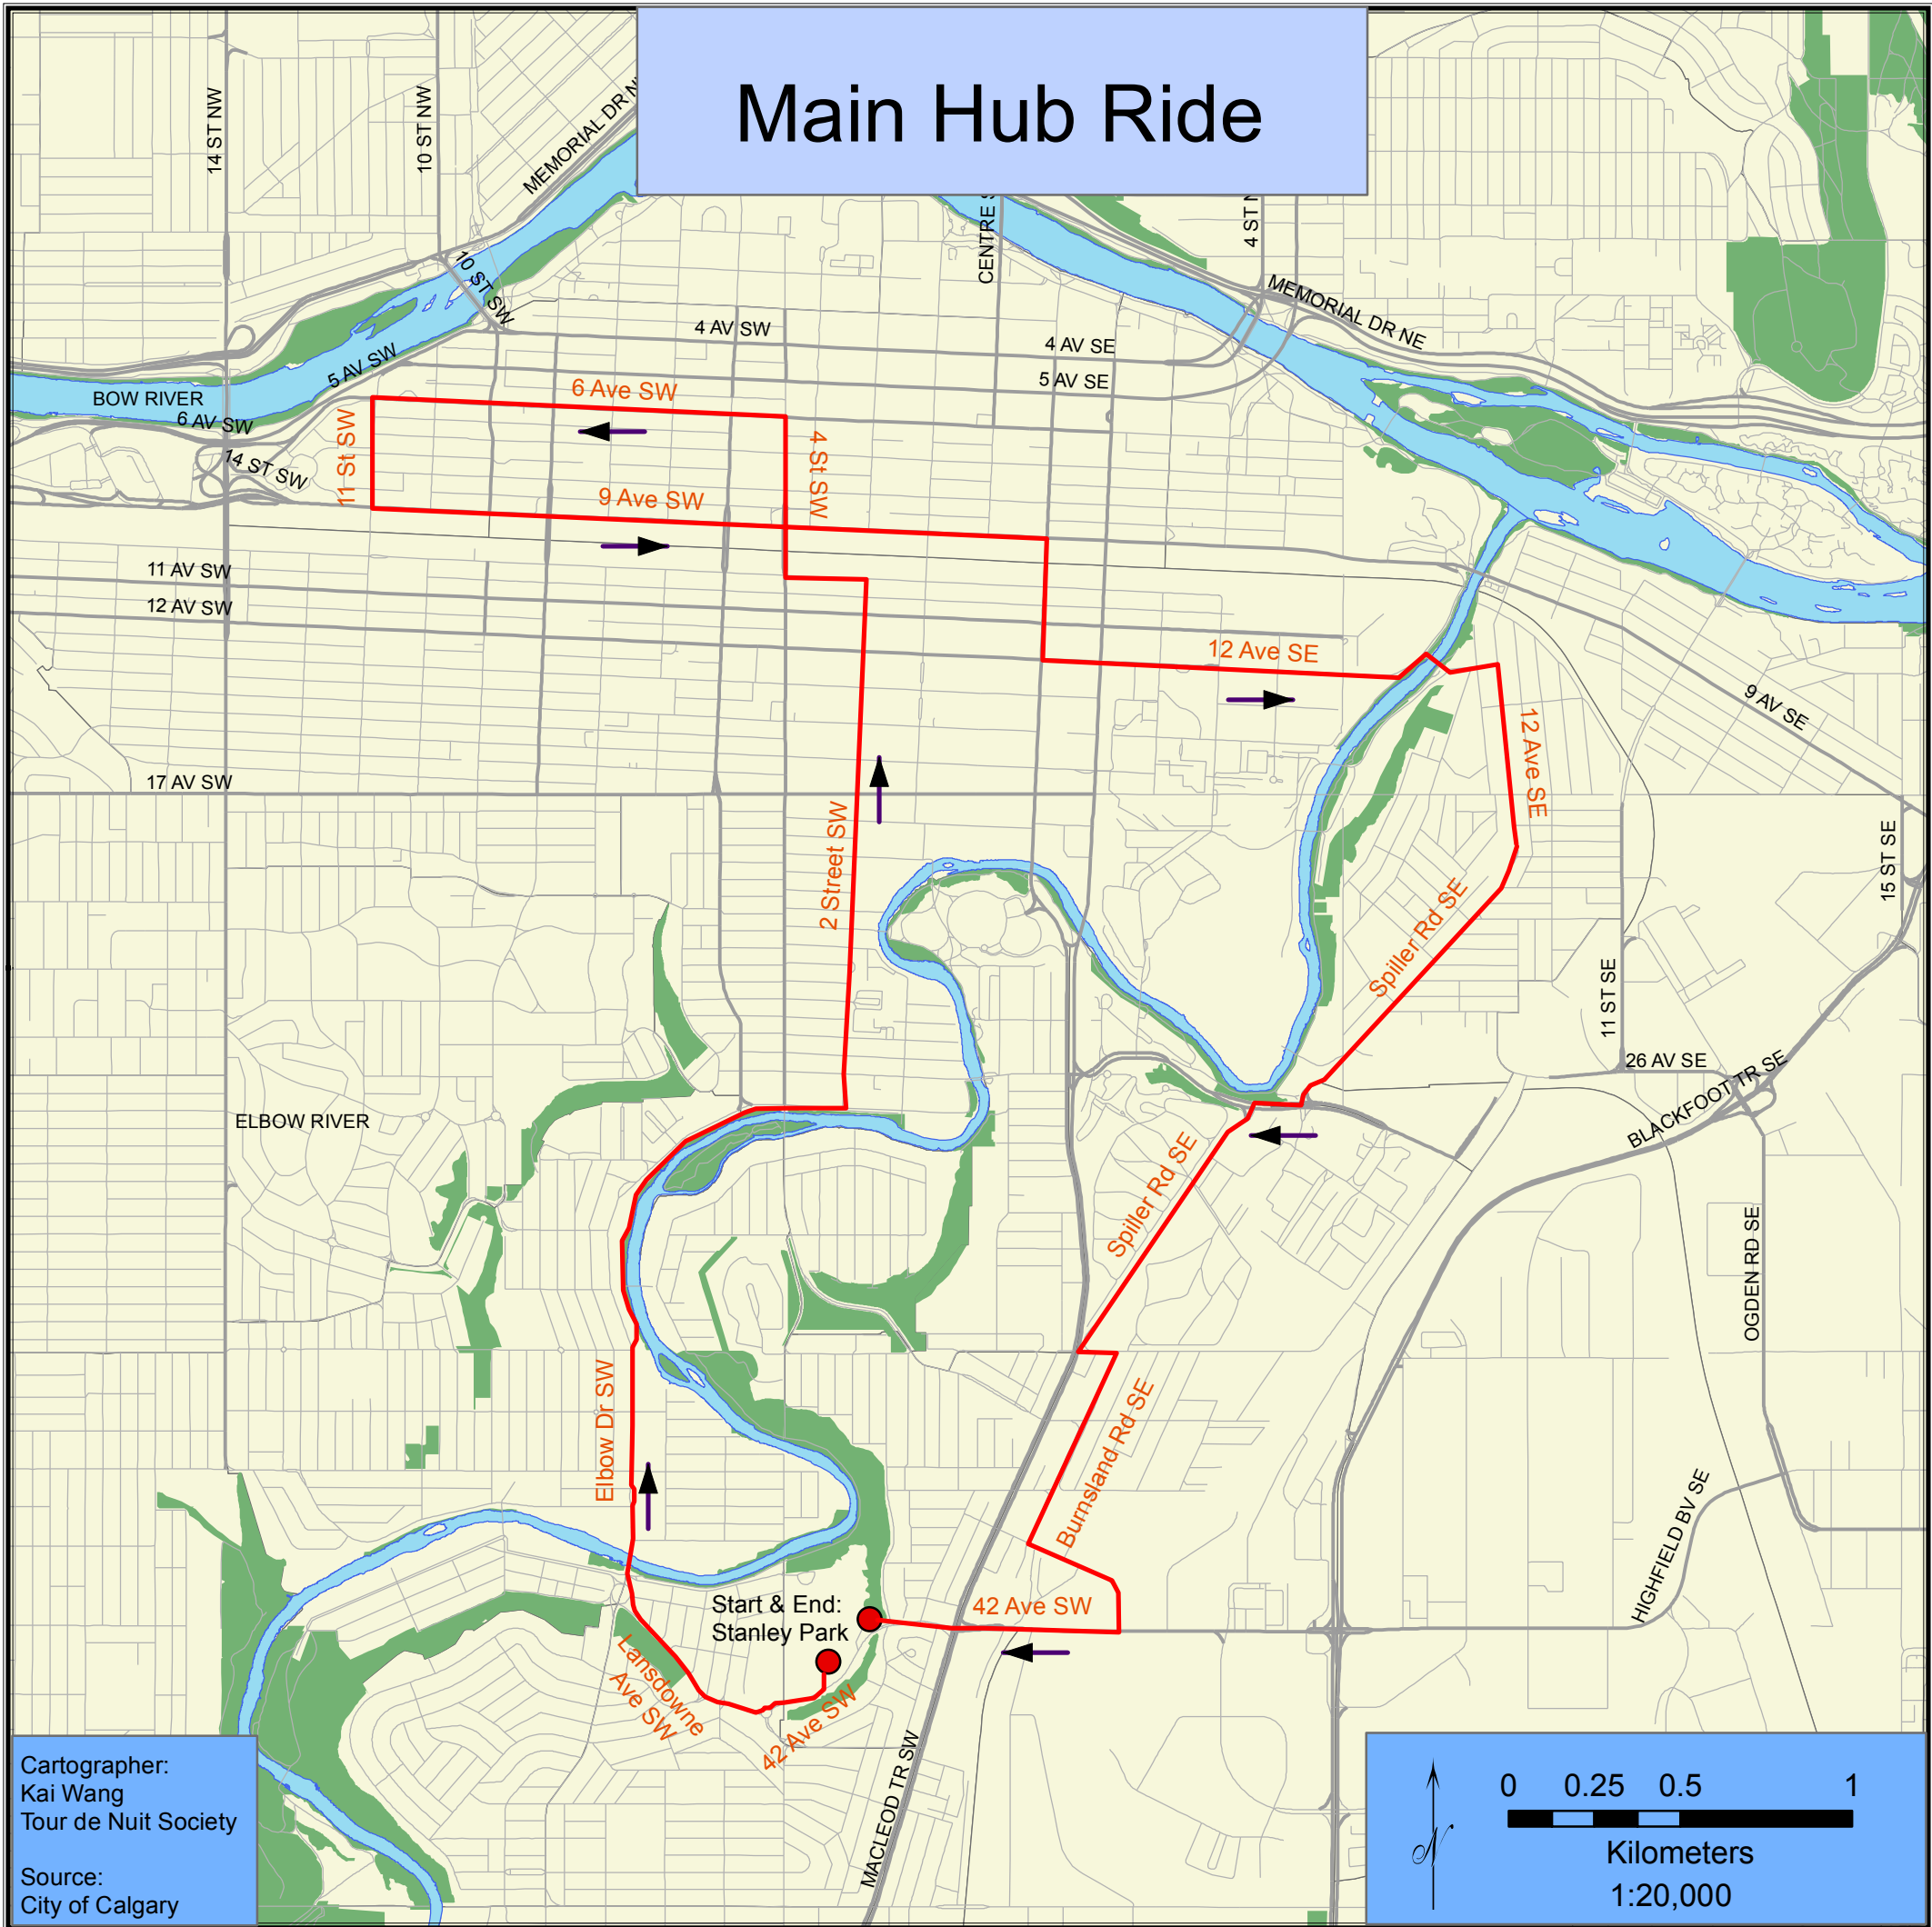 Main Hub Ride
14 ST NW
10 ST NW
MEMORIAL DR N
CENTRE S
4 ST N
10 ST SW
MEMORIAL DR NE
4 AV SW
4 AV SE
5 AV SW
5 AV SE
6 Ave SW
BOW RIVER
6 AV SW
11 St SW
4 St SW
14 ST SW
9 Ave SW
11 AV SW
12 AV SW
12 Ave SE
9 AV SE
12 Ave SE
17 AV SW
2 Street SW
15 ST SE
Spiller Rd SE
11 ST SE
26 AV SE
BLACKFOOT TR SE
ELBOW RIVER
Spiller Rd SE
OGDEN RD SE
Elbow Dr SW
Burnsland Rd SE
HIGHFIELD BV SE
Start & End:
Stanley Park
42 Ave SW
Lansdowne
Ave SW
42 Ave SW
MACLEOD TR SW
Cartographer:
Kai Wang
Tour de Nuit Society
Source:
City of Calgary
N
0 0.25 0.5 1
Kilometers
1:20,000